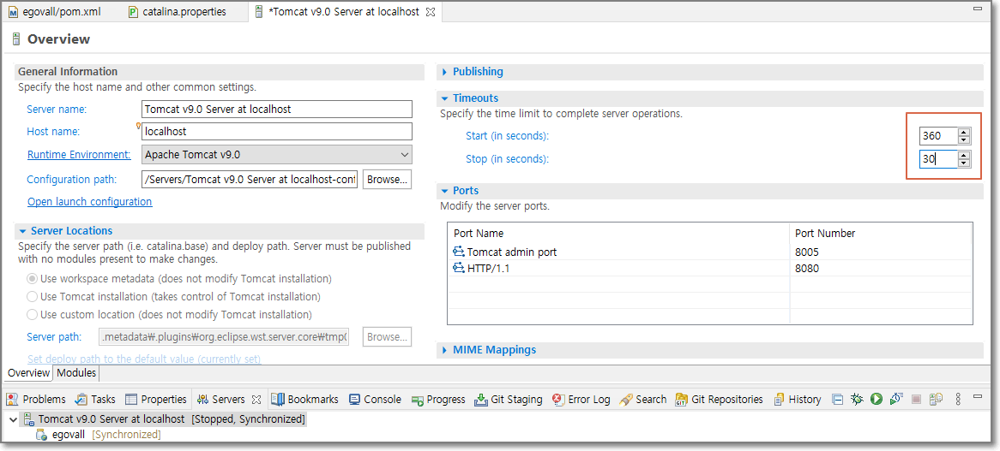 egovall/pom.xml
catalina.properties
*Tomcat v9.0 Server at localhost
Overview
General Information
Specify the host name and other common settings.
Server name:
Tomcat v9.0 Server at localhost
Host name:
localhost
Runtime Environment:
Apache Tomcat v9.0
Configuration path:
/Servers/Tomcat v9.0 Server at localhost-conf
Browse...
Open launch configuration
Server Locations
Specify the server path (i.e. catalina.base) and deploy path. Server must be published
with no modules present to make changes.
Use workspace metadata (does not modify Tomcat installation)
Use Tomcat installation (takes control of Tomcat installation)
Use custom location (does not modify Tomcat installation)
Server path:
.metadata₩.plugins₩org.eclipse.wst.server.core₩tmp0
Browse...
Set deploy path to the default value (currently set)
Publishing
Timeouts
Specify the time limit to complete server operations.
Start (in seconds):
360
Stop (in seconds):
30
Ports
Modify the server ports.
Port Name
Port Number
Tomcat admin port
8005
HTTP/1.1
8080
MIME Mappings
Overview
Modules
Problems
Tasks
Properties
Servers
Bookmarks
Console
Progress
Git Staging
Error Log
Search
Git Repositories
History
Tomcat v9.0 Server at localhost [Stopped, Synchronized]
egovall [Synchronized]